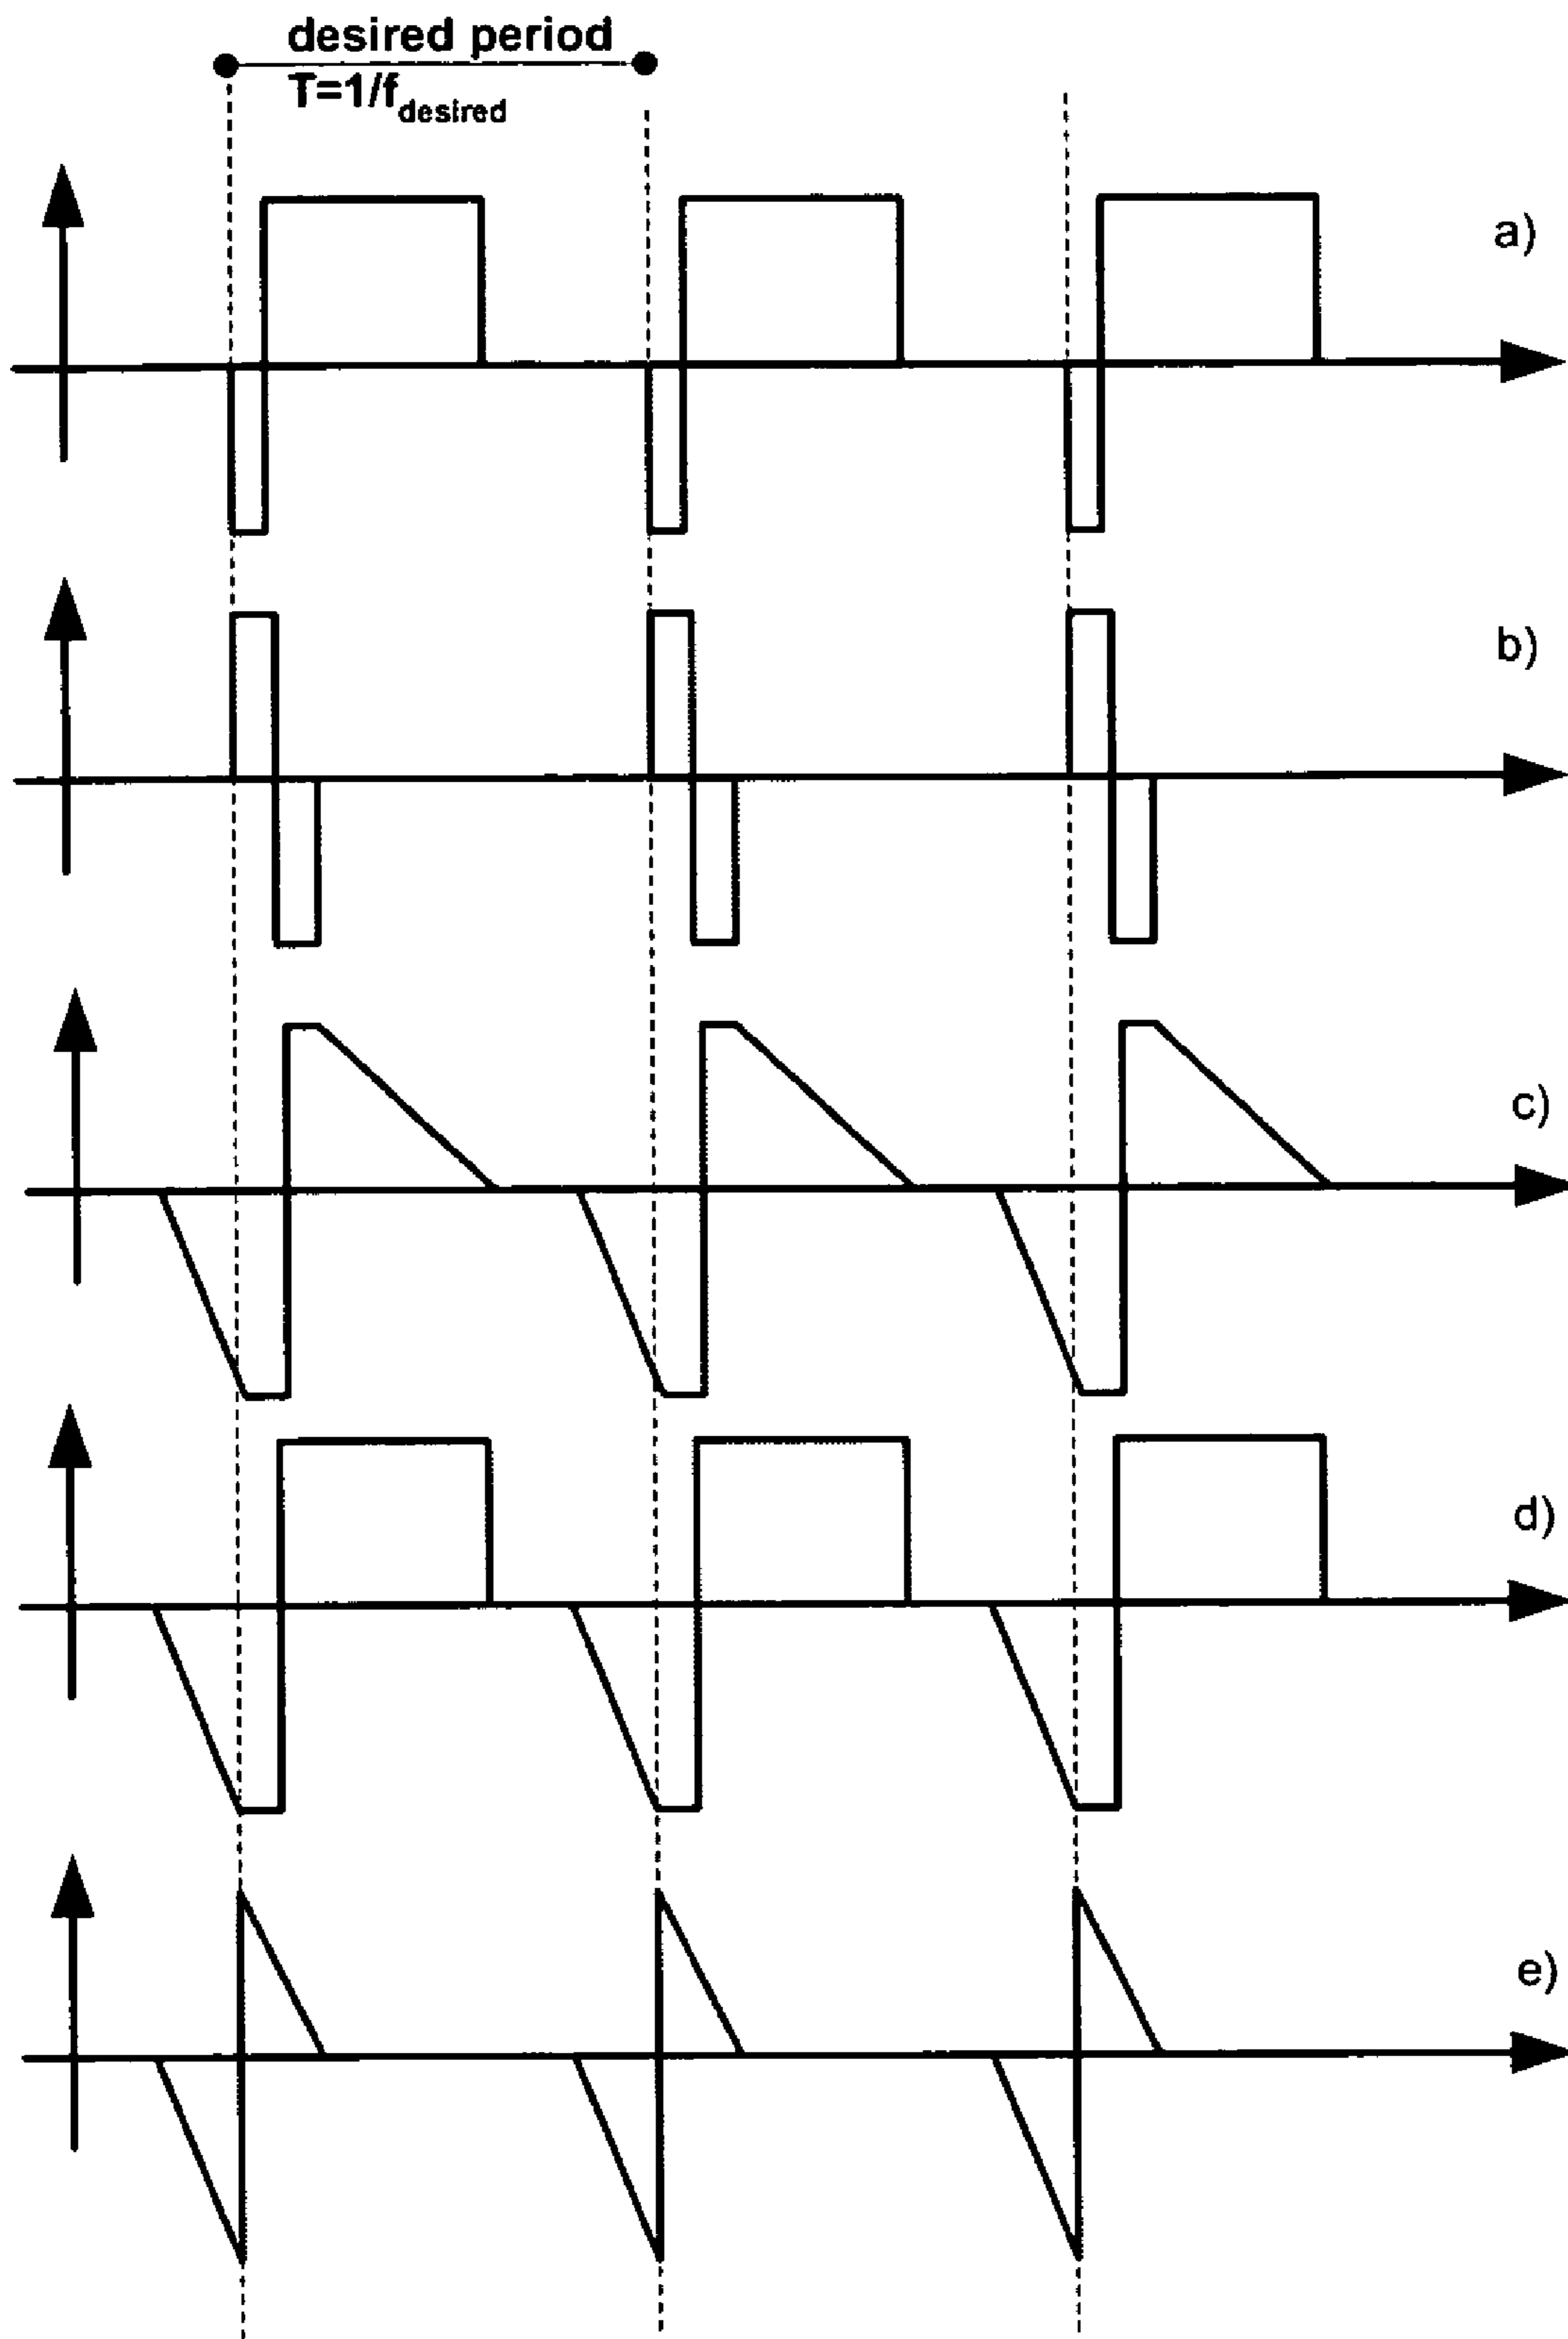 desired period
T=1/f_desired
a)
b)
c)
d)
e)